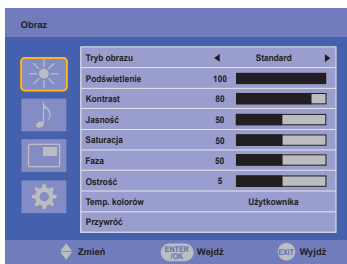 Obraz
Tryb obrazu Standard
Podświetlenie 100
Kontrast 80
Jasność 50
Saturacja 50
Faza 50
Ostrość 5
Temp. kolorów Użytkownika
Przywróć
Zmień ENTER /OK Wejdź EXIT Wyjdź